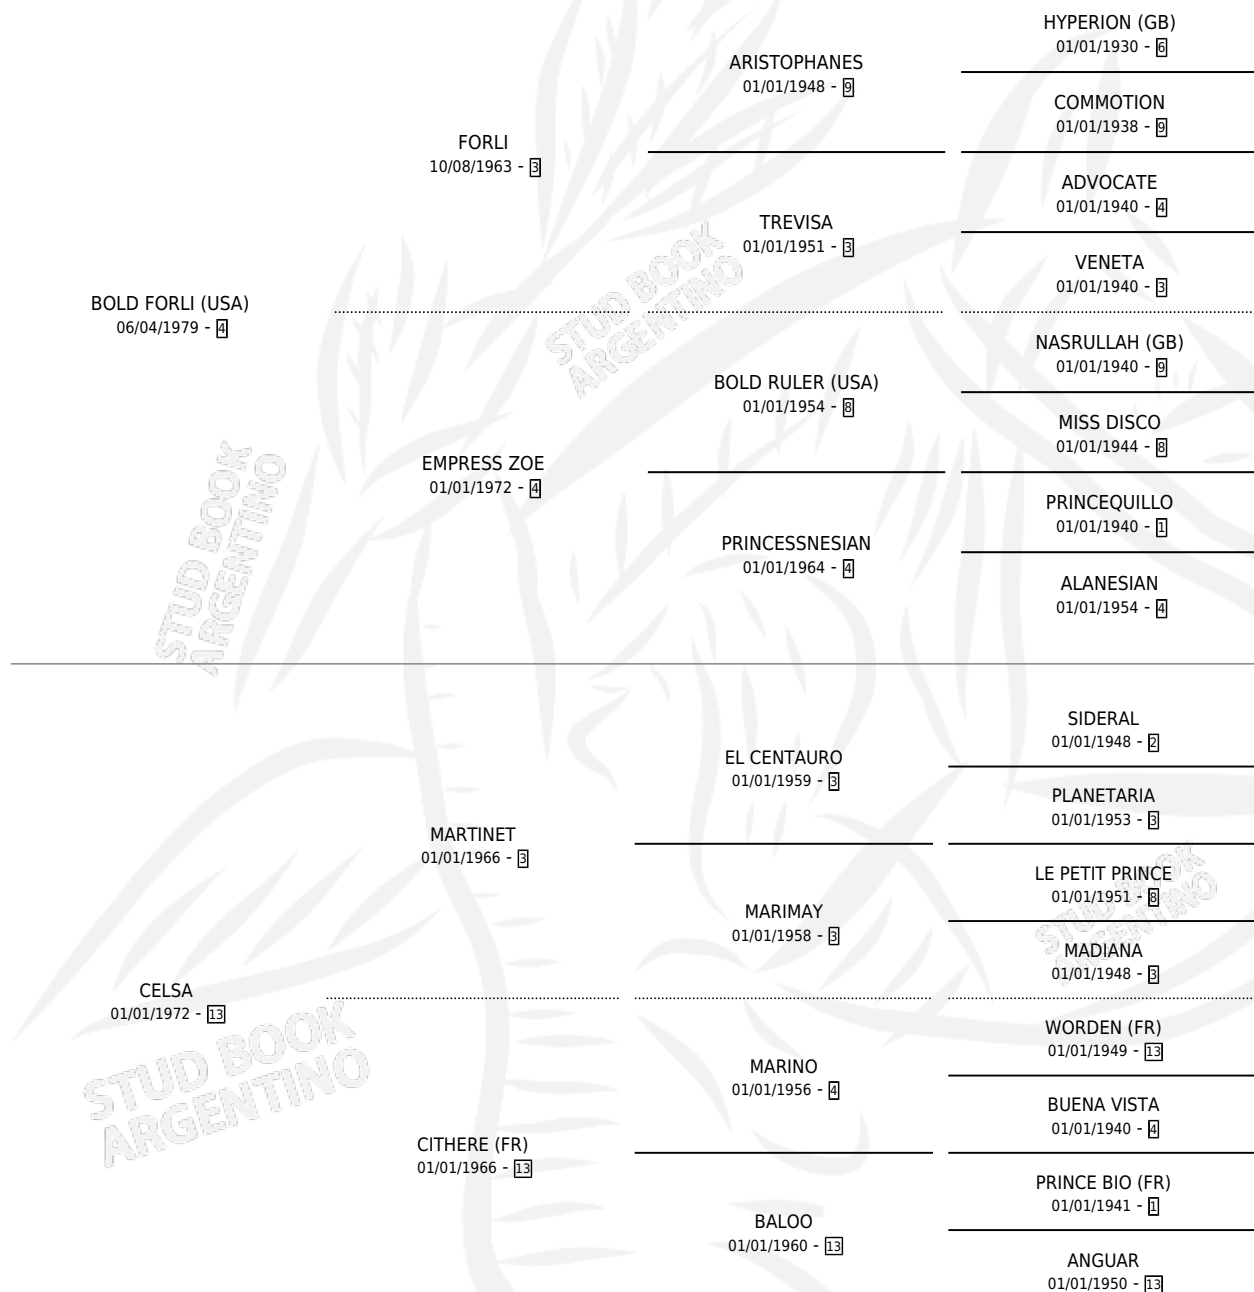 HYPERION (GB)
01/01/1930 - 6
ARISTOPHANES
01/01/1948 - 9
COMMOTION
01/01/1938 - 9
FORLI
10/08/1963 - 3
ADVOCATE
01/01/1940 - 4
TREVISA
01/01/1951 - 3
VENETA
01/01/1940 - 3
BOLD FORLI (USA)
06/04/1979 - 4
NASRULLAH (GB)
01/01/1940 - 9
BOLD RULER (USA)
01/01/1954 - 8
MISS DISCO
01/01/1944 - 8
EMPRESS ZOE
01/01/1972 - 4
PRINCEQUILLO
01/01/1940 - 1
PRINCESSNESIAN
01/01/1964 - 4
ALANESIAN
01/01/1954 - 4
SIDERAL
01/01/1948 - 2
EL CENTAURO
01/01/1959 - 3
PLANETARIA
01/01/1953 - 3
MARTINET
01/01/1966 - 3
LE PETIT PRINCE
01/01/1951 - 8
MARIMAY
01/01/1958 - 3
MADIANA
01/01/1948 - 3
CELSA
01/01/1972 - 13
WORDEN (FR)
01/01/1949 - 13
MARINO
01/01/1956 - 4
BUENA VISTA
01/01/1940 - 4
CITHERE (FR)
01/01/1966 - 13
PRINCE BIO (FR)
01/01/1941 - 1
BALOO
01/01/1960 - 13
ANGUAR
01/01/1950 - 13
STUD BOOK
ARGENTINO
STUD BOOK
ARGENTINO
STUD BOOK
ARGENTINO
STUD BOOK
ARGENTINO